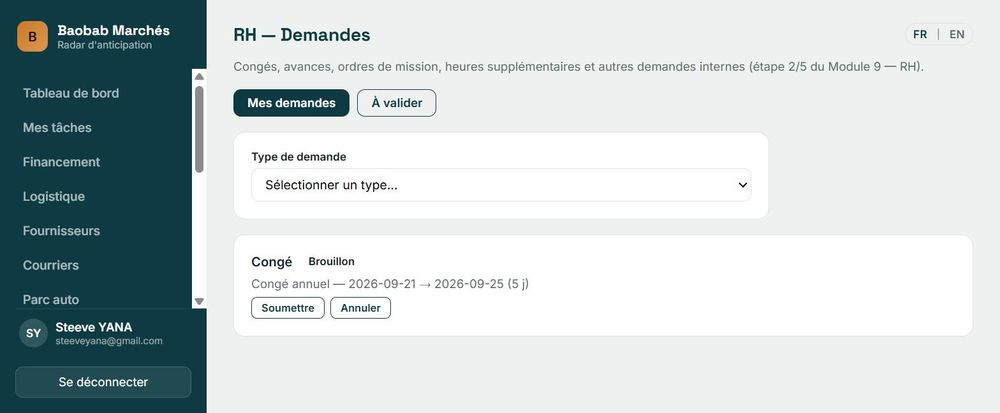 B
Baobab Marchés
Radar d'anticipation
Tableau de bord
Mes tâches
Financement
Logistique
Fournisseurs
Courriers
Parc auto
SY
Steeve YANA
steeveyana@gmail.com
Se déconnecter
RH — Demandes
FR | EN
Congés, avances, ordres de mission, heures supplémentaires et autres demandes internes (étape 2/5 du Module 9 — RH).
Mes demandes
À valider
Type de demande
Sélectionner un type...
Congé Brouillon
Congé annuel — 2026-09-21 → 2026-09-25 (5 j)
Soumettre
Annuler